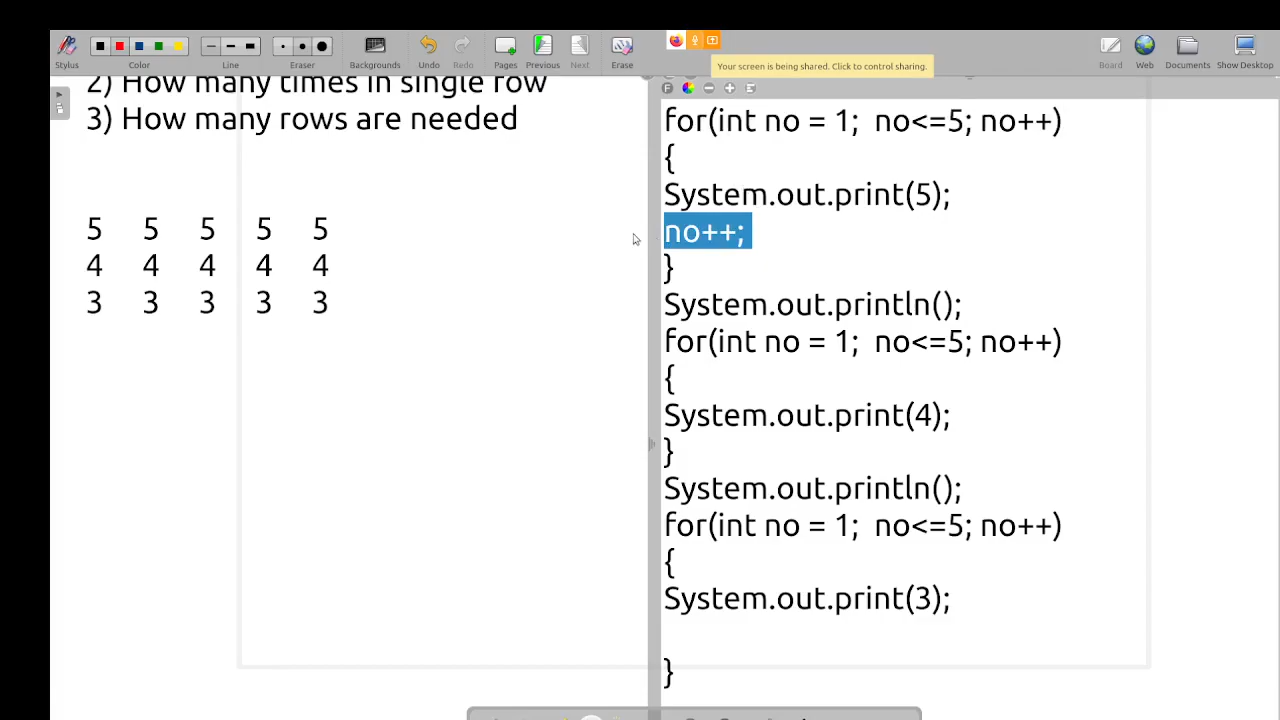 Stylus
Color
Line
Eraser
Backgrounds
Undo
Redo
Pages
Previous
Next
Erase
Board
Web
Documents
Show Desktop
Your screen is being shared. Click to control sharing.
2) How many times in single row
3) How many rows are needed
5 5 5 5 5
4 4 4 4 4
3 3 3 3 3
F
for(int no = 1;  no<=5; no++)
{
System.out.print(5);
no++;
}
System.out.println();
for(int no = 1;  no<=5; no++)
{
System.out.print(4);
}
System.out.println();
for(int no = 1;  no<=5; no++)
{
System.out.print(3);
}